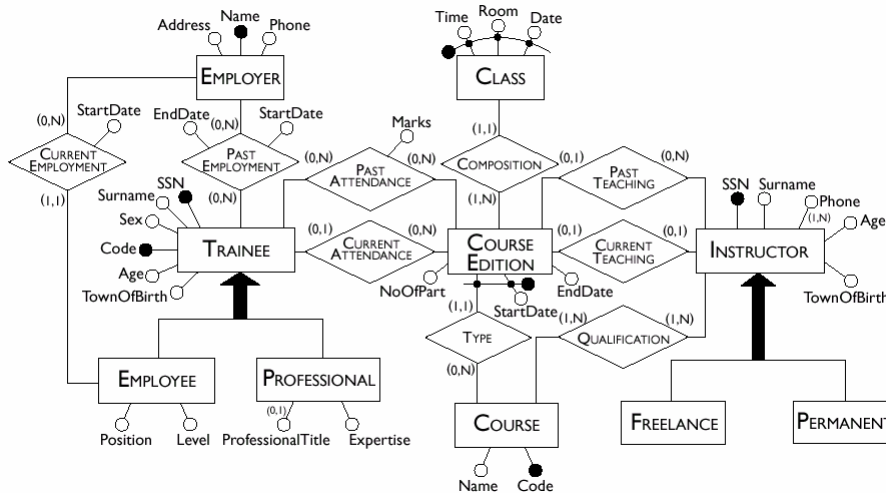 Name
Address
Phone
EMPLOYER
Room
Time
Date
CLASS
(0,N)
StartDate
CURRENT
EMPLOYMENT
(1,1)
EndDate
(0,N)
StartDate
PAST
EMPLOYMENT
(0,N)
Marks
(0,N)
(0,N)
PAST
ATTENDANCE
(1,1)
COMPOSITION
(1,N)
(0,1)
(0,N)
PAST
TEACHING
SSN
Surname
Sex
Code
Age
TownOfBirth
TRAINEE
(0,1)
(0,N)
CURRENT
ATTENDANCE
COURSE
EDITION
NoOfPart
EndDate
StartDate
(0,1)
(0,1)
CURRENT
TEACHING
SSN
Surname
Phone
(1,N)
Age
INSTRUCTOR
TownOfBirth
(1,1)
TYPE
(0,N)
(1,N)
(1,N)
QUALIFICATION
EMPLOYEE
Position
Level
PROFESSIONAL
(0,1)
ProfessionalTitle
Expertise
COURSE
Name
Code
FREELANCE
PERMANENT